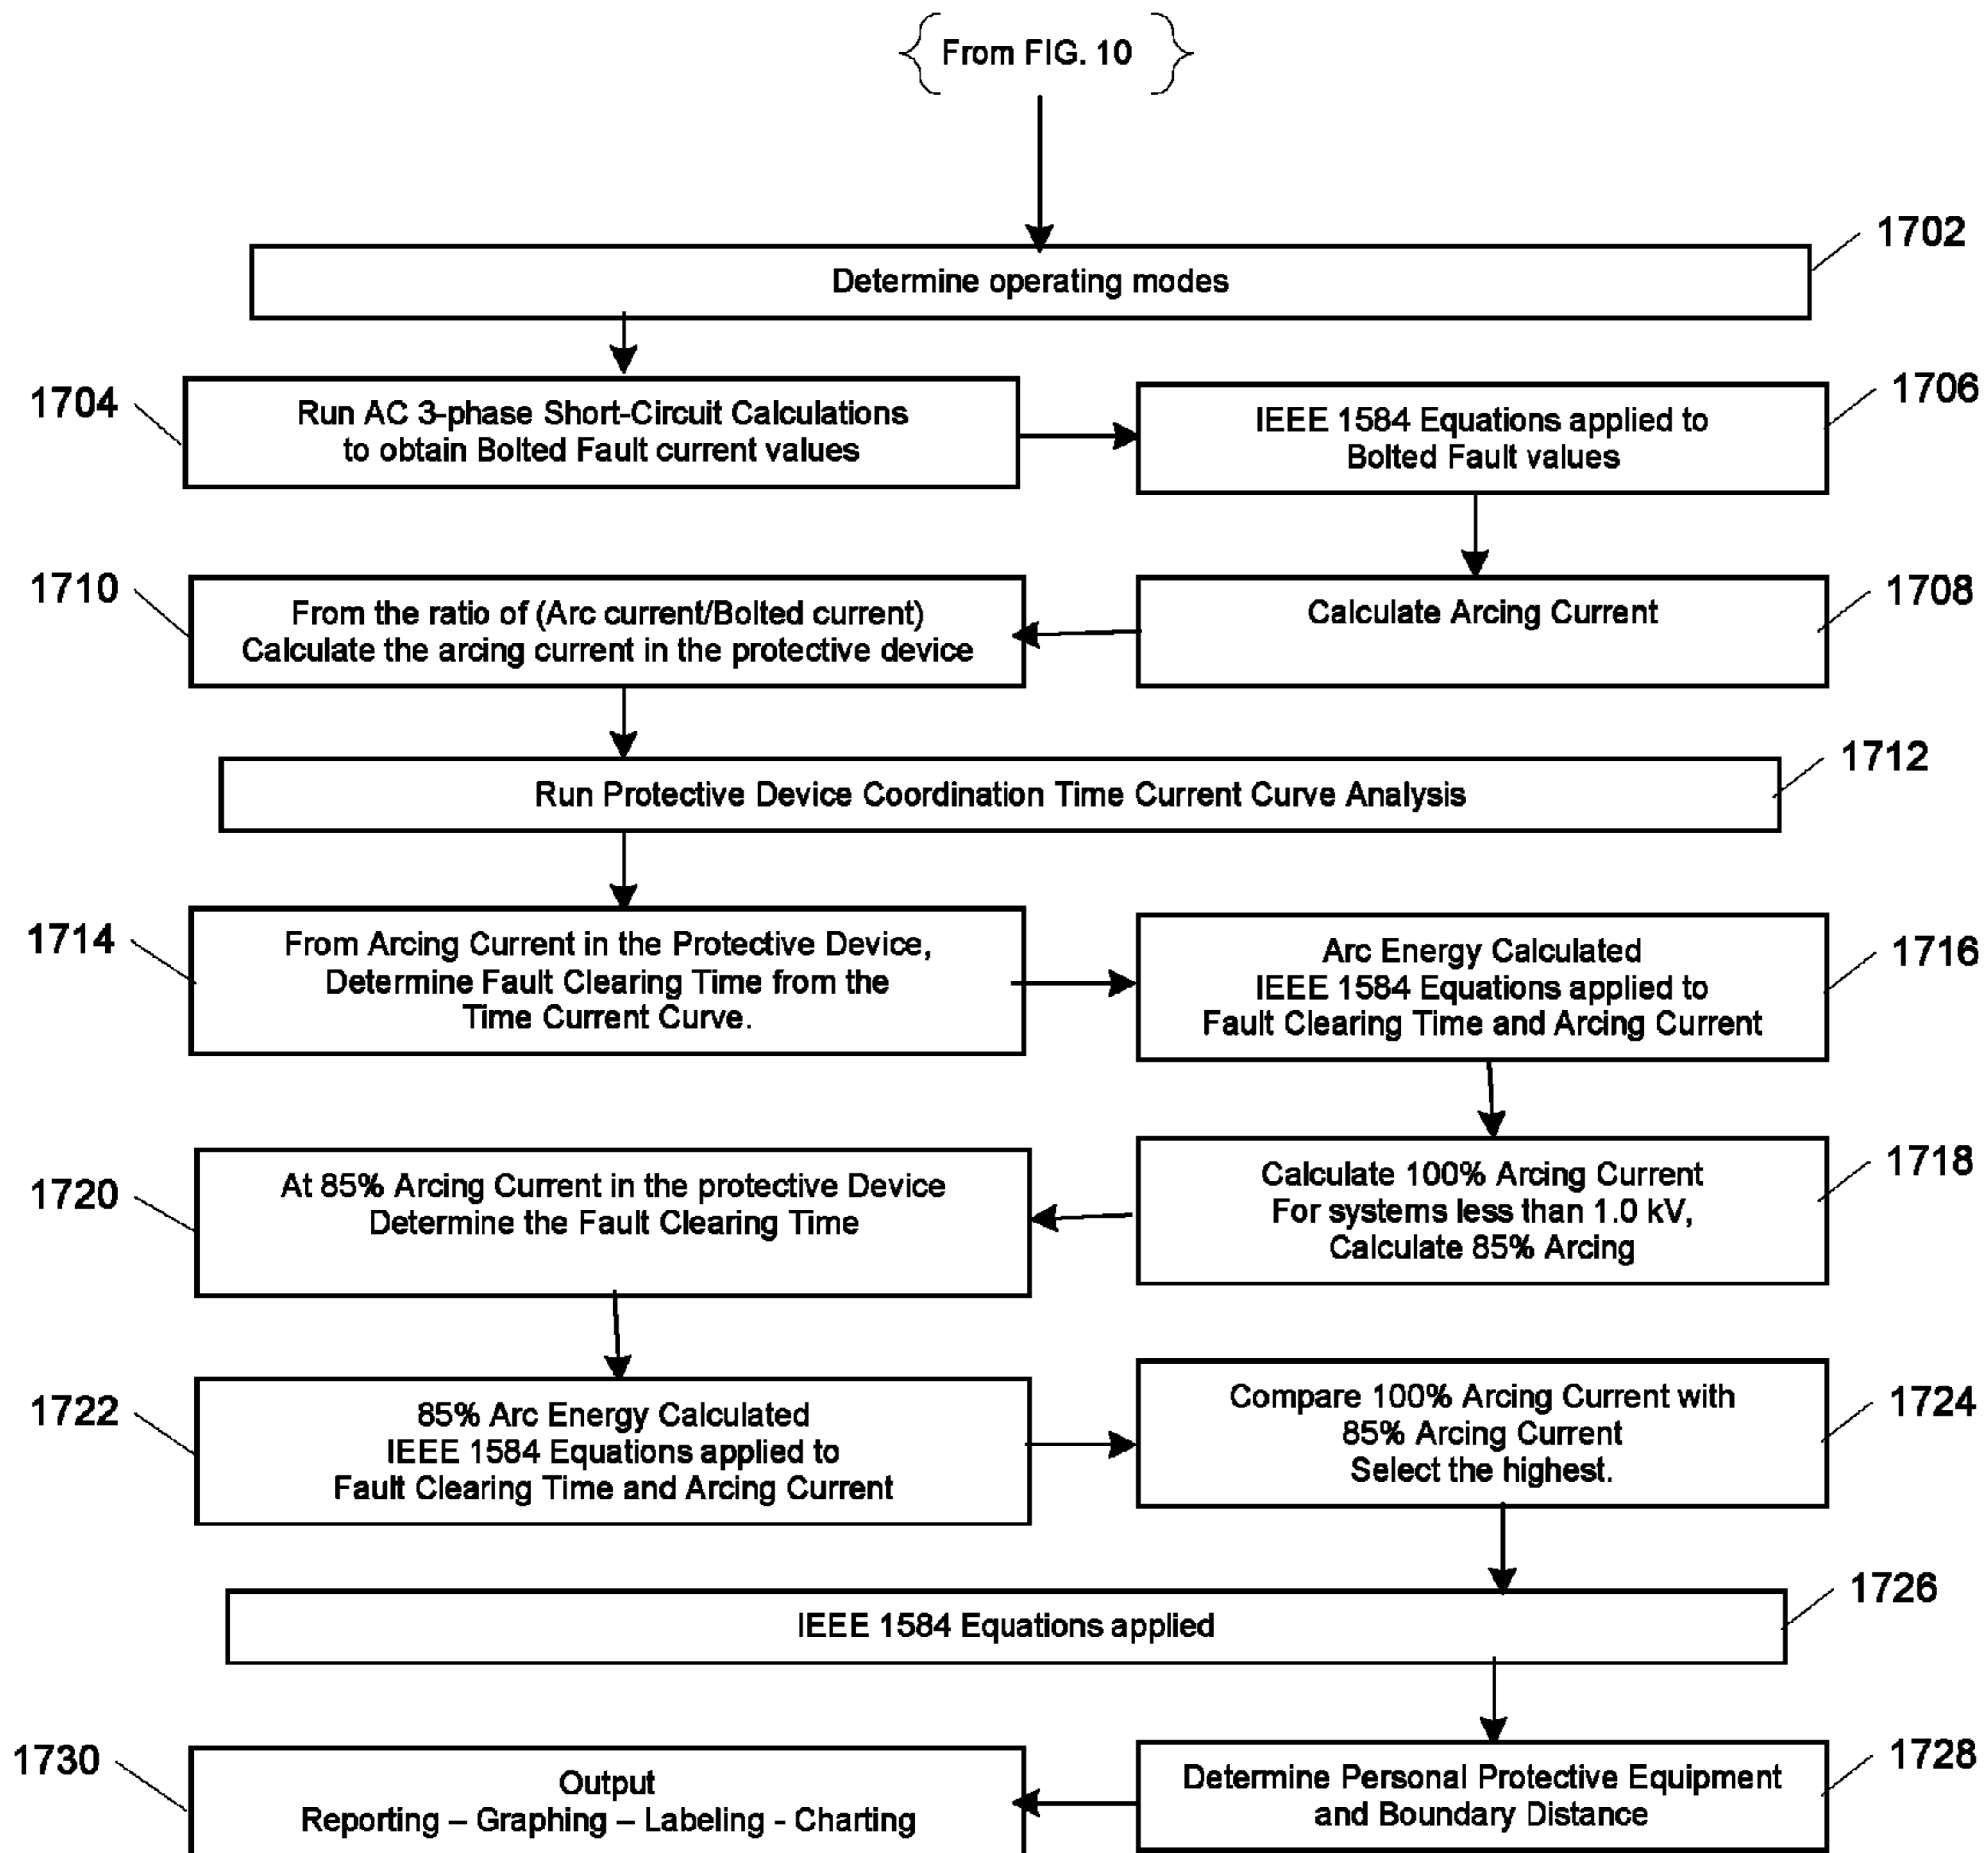 From FIG. 10
1702
Determine operating modes
1704
Run AC 3-phase Short-Circuit Calculations
to obtain Bolted Fault current values
1706
IEEE 1584 Equations applied to
Bolted Fault values
1710
From the ratio of (Arc current/Bolted current)
Calculate the arcing current in the protective device
1708
Calculate Arcing Current
1712
Run Protective Device Coordination Time Current Curve Analysis
1714
From Arcing Current in the Protective Device,
Determine Fault Clearing Time from the
Time Current Curve.
1716
Arc Energy Calculated
IEEE 1584 Equations applied to
Fault Clearing Time and Arcing Current
1720
At 85% Arcing Current in the protective Device
Determine the Fault Clearing Time
1718
Calculate 100% Arcing Current
For systems less than 1.0 kV,
Calculate 85% Arcing
1722
85% Arc Energy Calculated
IEEE 1584 Equations applied to
Fault Clearing Time and Arcing Current
1724
Compare 100% Arcing Current with
85% Arcing Current
Select the highest.
1726
IEEE 1584 Equations applied
1730
Output
Reporting – Graphing – Labeling - Charting
1728
Determine Personal Protective Equipment
and Boundary Distance